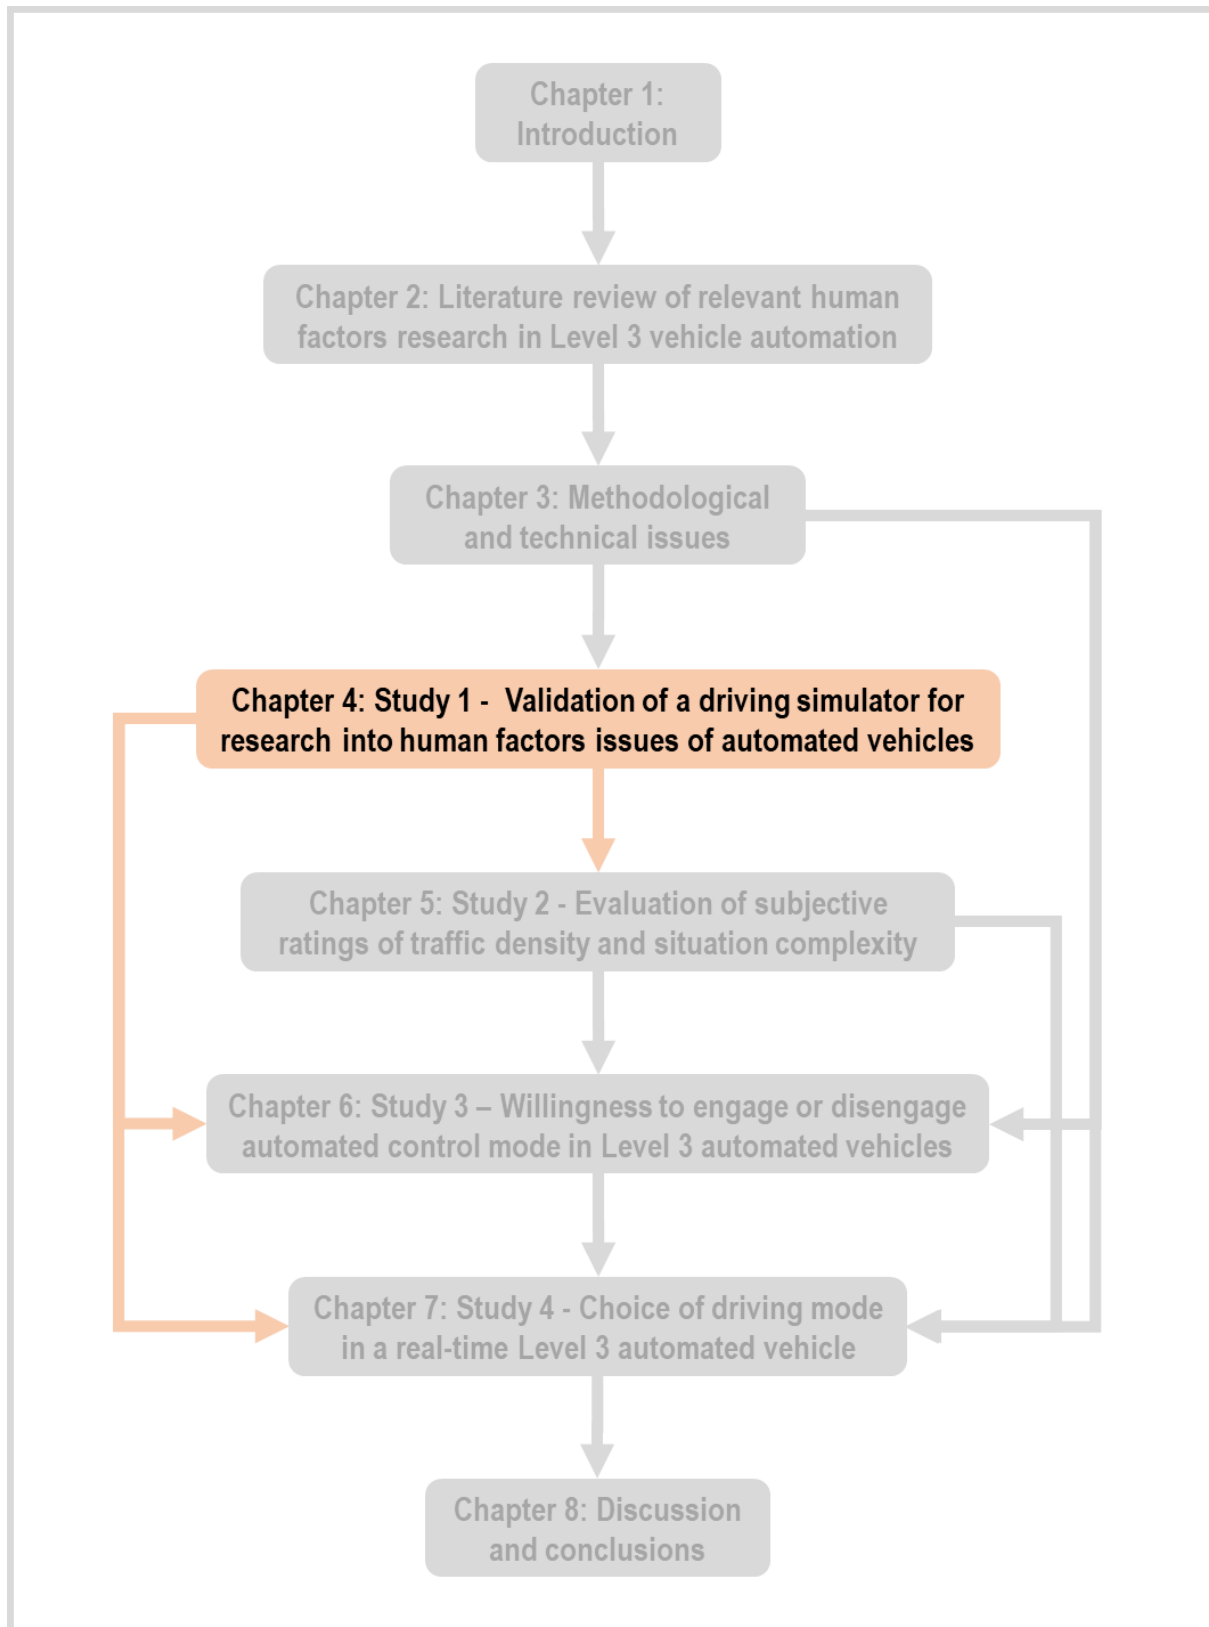 Chapter 1:
Introduction
Chapter 2: Literature review of relevant human
factors research in Level 3 vehicle automation
Chapter 3: Methodological
and technical issues
Chapter 4: Study 1 -  Validation of a driving simulator for
research into human factors issues of automated vehicles
Chapter 5: Study 2 - Evaluation of subjective
ratings of traffic density and situation complexity
Chapter 6: Study 3 – Willingness to engage or disengage
automated control mode in Level 3 automated vehicles
Chapter 7: Study 4 - Choice of driving mode
in a real-time Level 3 automated vehicle
Chapter 8: Discussion
and conclusions